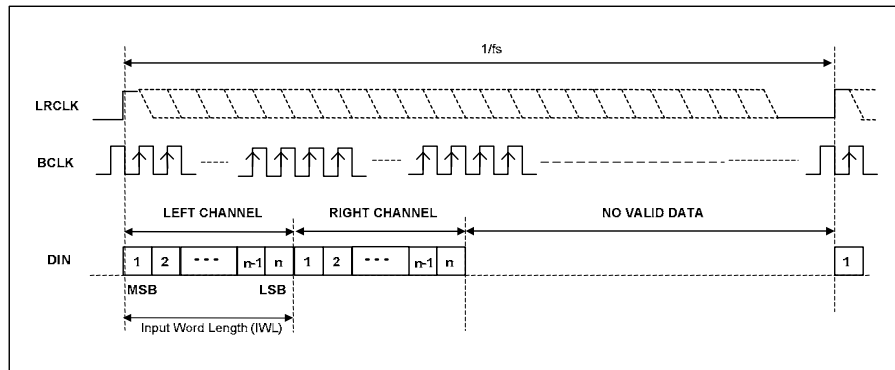 1/fs
LRCLK
BCLK
LEFT CHANNEL RIGHT CHANNEL NO VALID DATA
DIN 1 2 n-1 n 1 2 n-1 n 1
MSB LSB
Input Word Length (IWL)